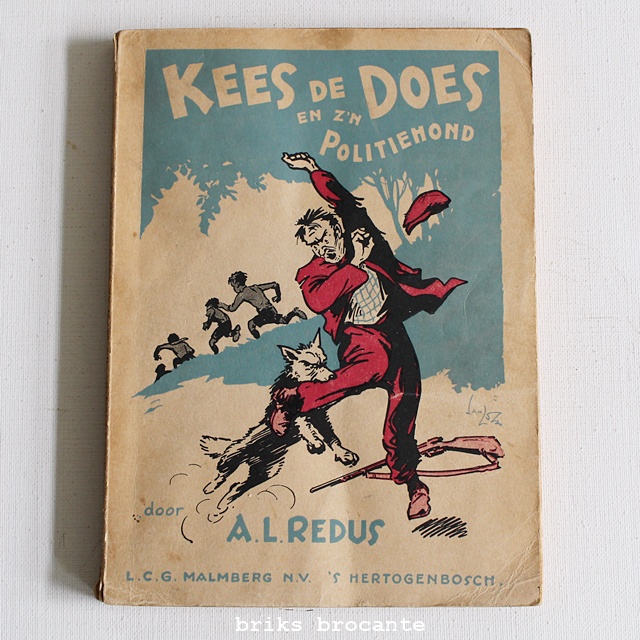 KEES DE DOES
EN Z'N
POLITIEHOND
door
A.L. REDUS
L.C.G. MALMBERG N.V. 'S HERTOGENBOSCH.
briks brocante